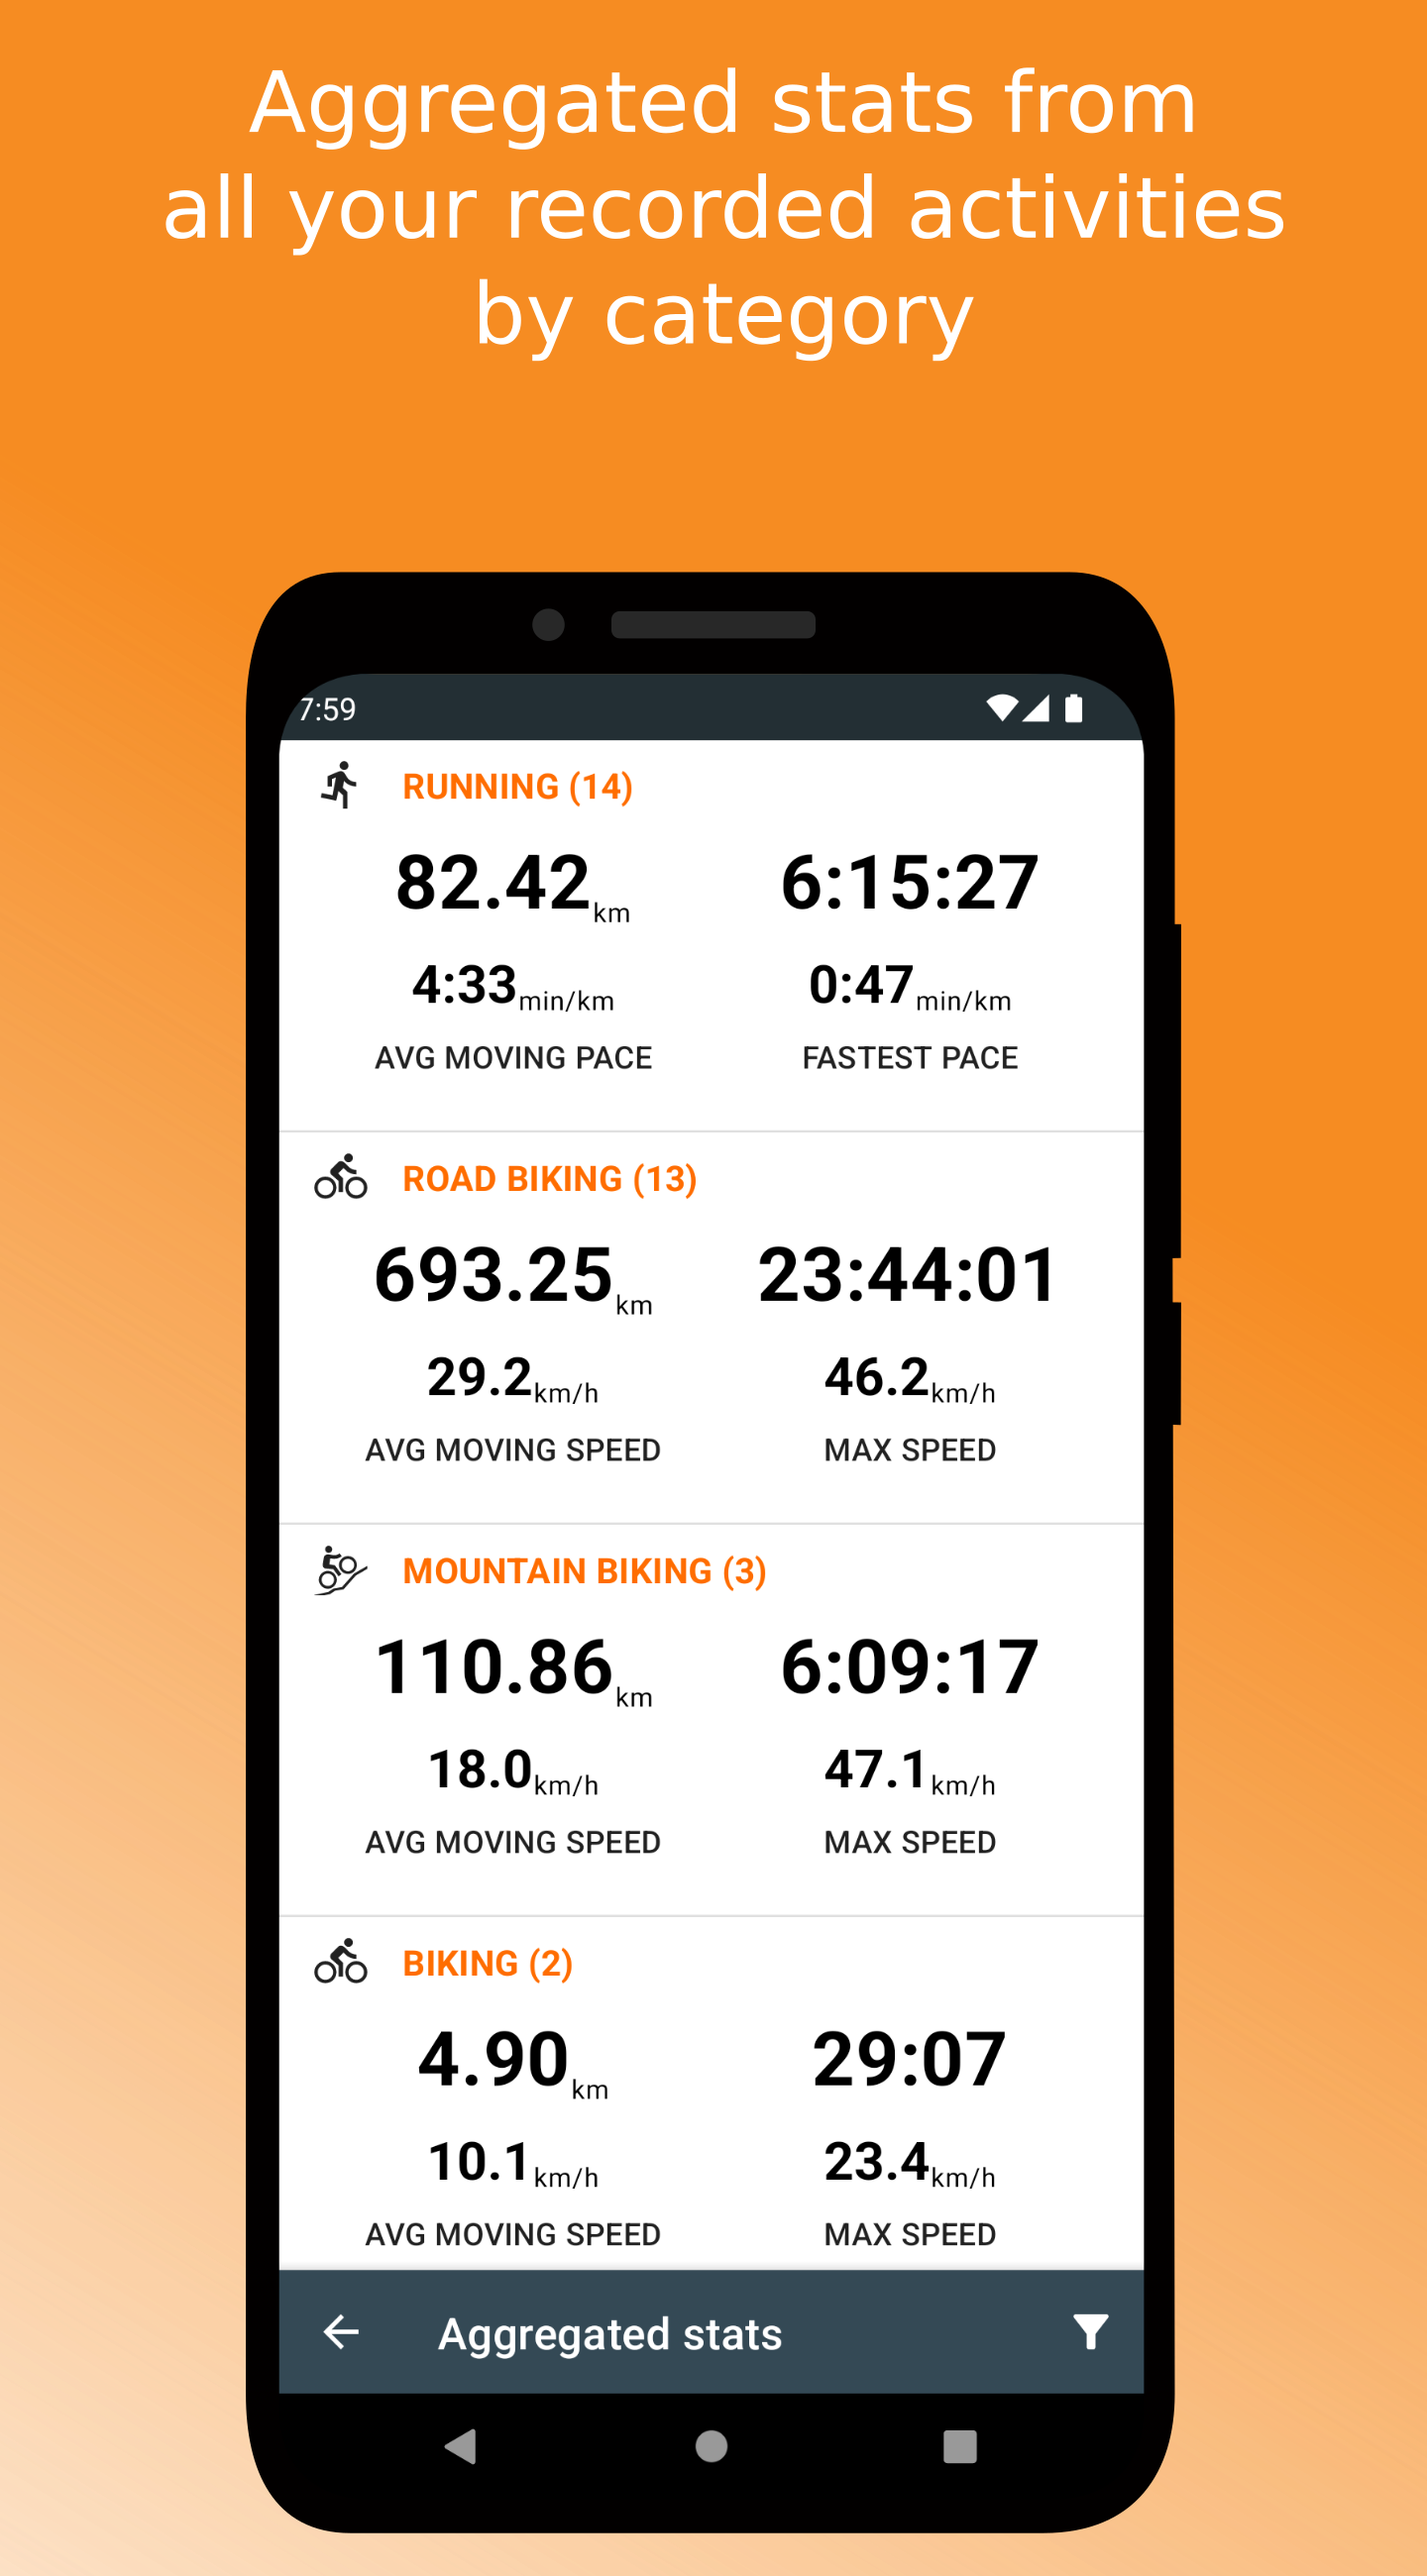 Aggregated stats from
all your recorded activities
by category
7:59
RUNNING (14)
82.42 km 6:15:27
4:33 min/km 0:47 min/km
AVG MOVING PACE FASTEST PACE
ROAD BIKING (13)
693.25 km 23:44:01
29.2 km/h 46.2 km/h
AVG MOVING SPEED MAX SPEED
MOUNTAIN BIKING (3)
110.86 km 6:09:17
18.0 km/h 47.1 km/h
AVG MOVING SPEED MAX SPEED
BIKING (2)
4.90 km 29:07
10.1 km/h 23.4 km/h
AVG MOVING SPEED MAX SPEED
Aggregated stats